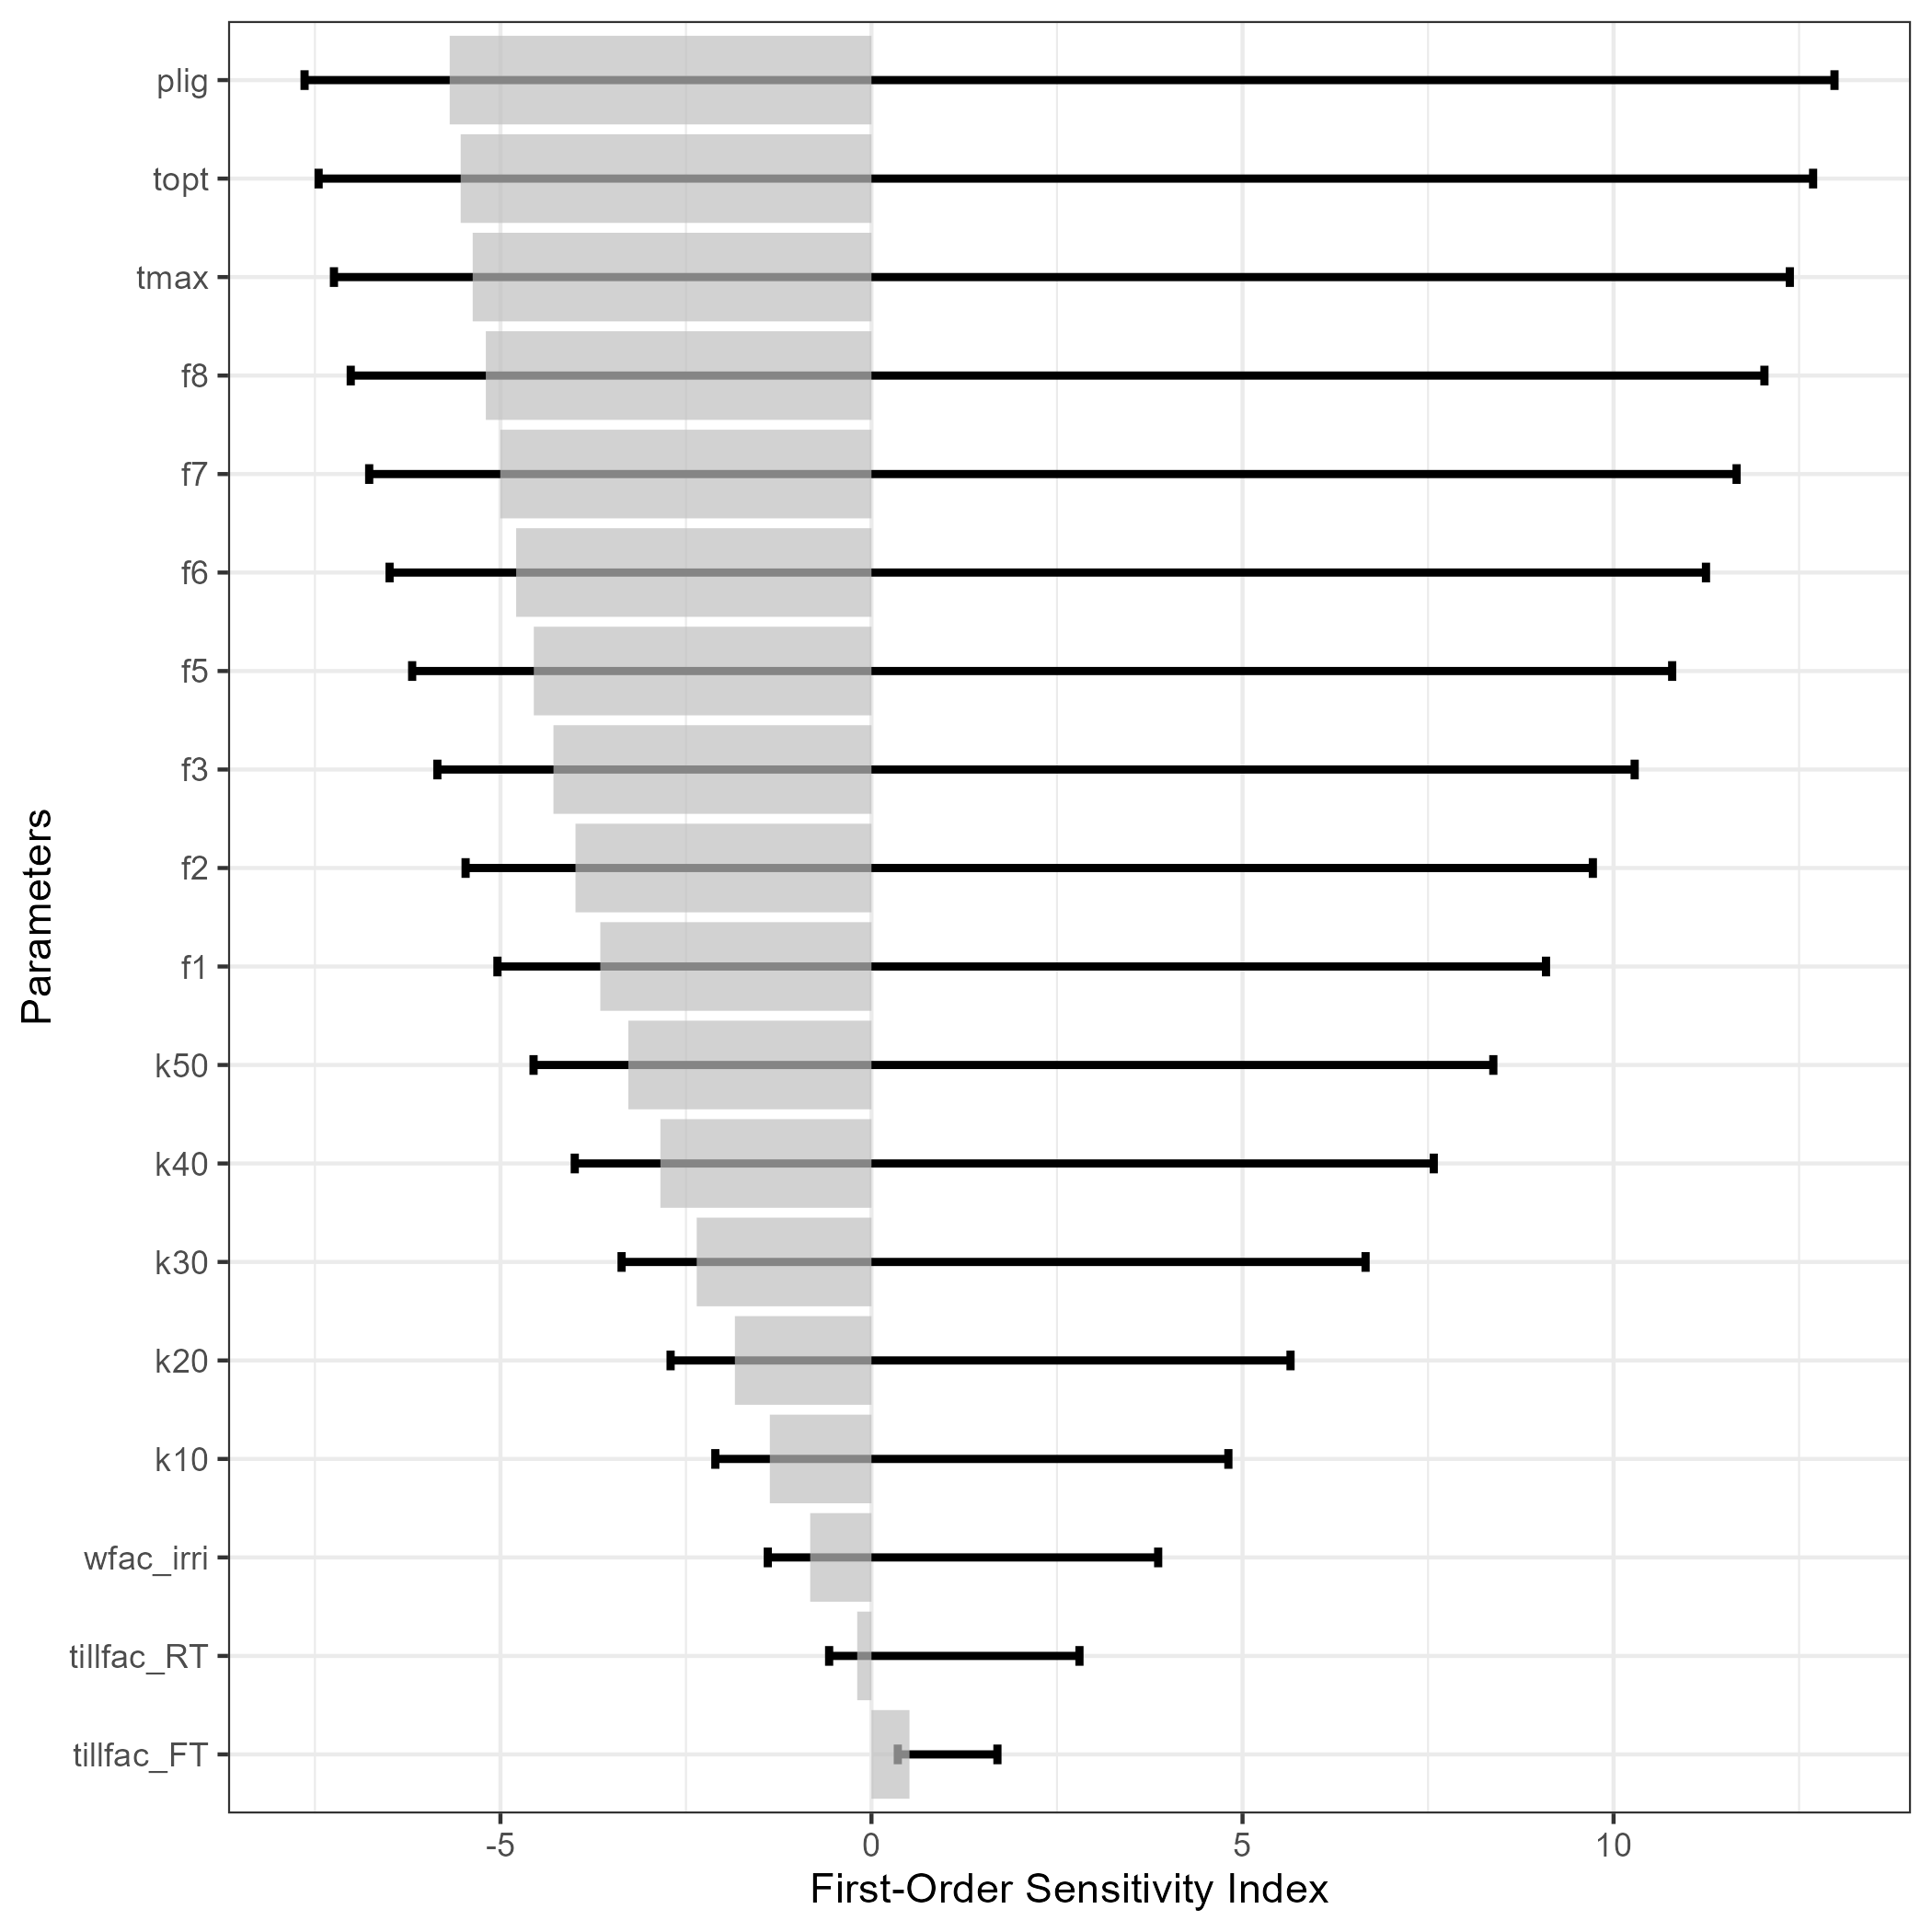 plig
topt
tmax
f8
f7
f6
f5
f3
f2
f1
k50
k40
k30
k20
k10
wfac_irri
tillfac_RT
tillfac_FT
Parameters
-5 0 5 10
First-Order Sensitivity Index